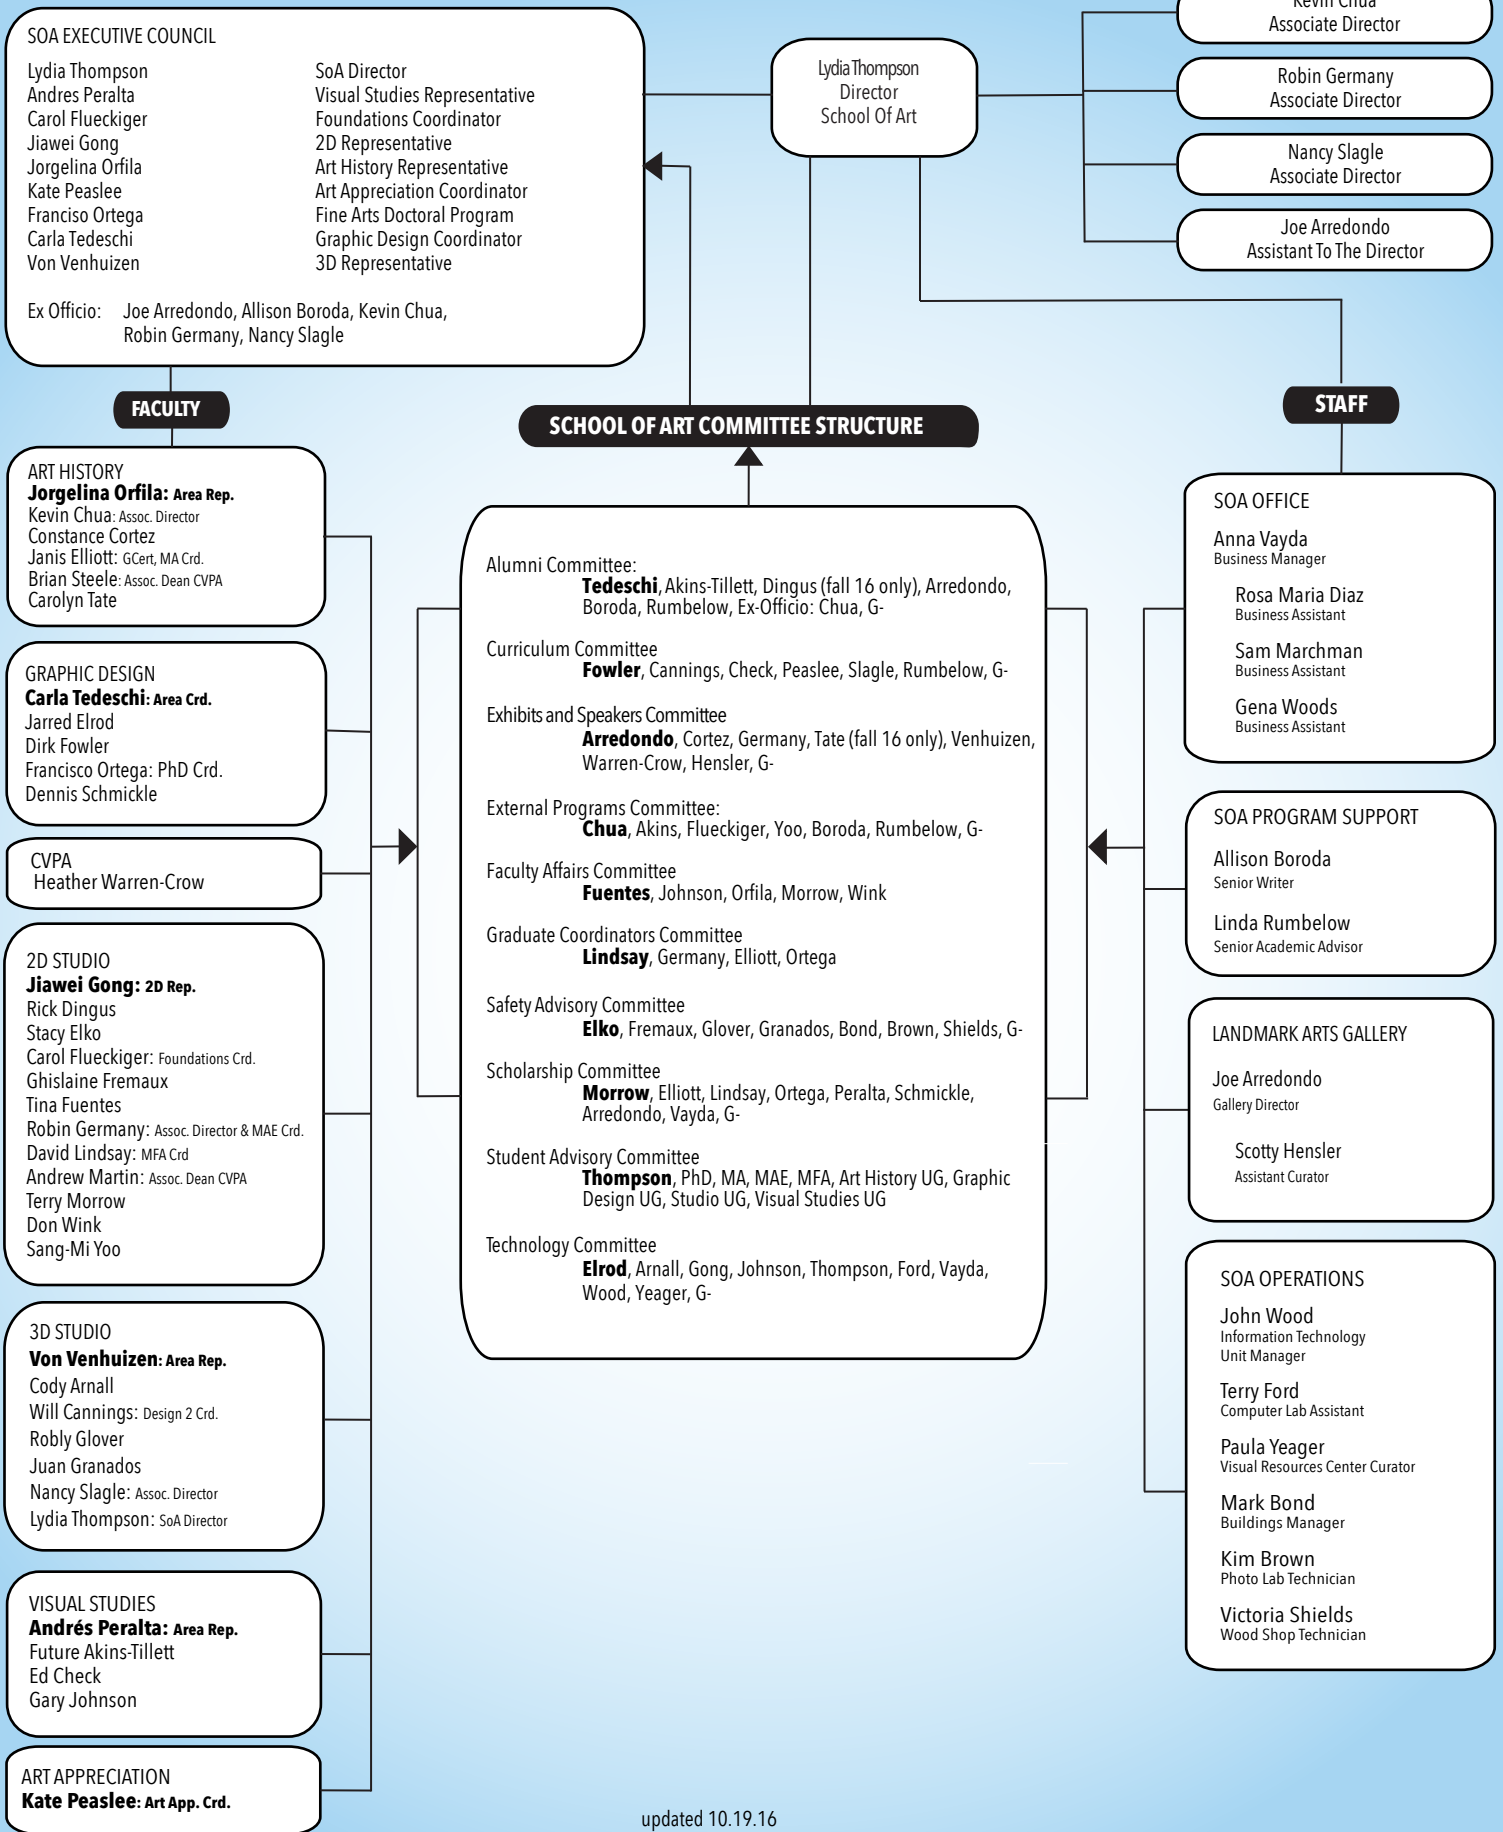 SOA EXECUTIVE COUNCIL
Lydia Thompson SoA Director
Andres Peralta Visual Studies Representative
Carol Flueckiger Foundations Coordinator
Jiawei Gong 2D Representative
Jorgelina Orfila Art History Representative
Kate Peaslee Art Appreciation Coordinator
Franciso Ortega Fine Arts Doctoral Program
Carla Tedeschi Graphic Design Coordinator
Von Venhuizen 3D Representative
Ex Officio: Joe Arredondo, Allison Boroda, Kevin Chua,
Robin Germany, Nancy Slagle
Lydia Thompson
Director
School Of Art
Kevin Chua
Associate Director
Robin Germany
Associate Director
Nancy Slagle
Associate Director
Joe Arredondo
Assistant To The Director
FACULTY
ART HISTORY
Jorgelina Orfila: Area Rep.
Kevin Chua: Assoc. Director
Constance Cortez
Janis Elliott: GCert, MA Crd.
Brian Steele: Assoc. Dean CVPA
Carolyn Tate
GRAPHIC DESIGN
Carla Tedeschi: Area Crd.
Jarred Elrod
Dirk Fowler
Francisco Ortega: PhD Crd.
Dennis Schmickle
CVPA
Heather Warren-Crow
2D STUDIO
Jiawei Gong: 2D Rep.
Rick Dingus
Stacy Elko
Carol Flueckiger: Foundations Crd.
Ghislaine Fremaux
Tina Fuentes
Robin Germany: Assoc. Director & MAE Crd.
David Lindsay: MFA Crd
Andrew Martin: Assoc. Dean CVPA
Terry Morrow
Don Wink
Sang-Mi Yoo
3D STUDIO
Von Venhuizen: Area Rep.
Cody Arnall
Will Cannings: Design 2 Crd.
Robly Glover
Juan Granados
Nancy Slagle: Assoc. Director
Lydia Thompson: SoA Director
VISUAL STUDIES
Andrés Peralta: Area Rep.
Future Akins-Tillett
Ed Check
Gary Johnson
ART APPRECIATION
Kate Peaslee: Art App. Crd.
SCHOOL OF ART COMMITTEE STRUCTURE
Alumni Committee:
Tedeschi, Akins-Tillett, Dingus (fall 16 only), Arredondo,
Boroda, Rumbelow, Ex-Officio: Chua, G-
Curriculum Committee
Fowler, Cannings, Check, Peaslee, Slagle, Rumbelow, G-
Exhibits and Speakers Committee
Arredondo, Cortez, Germany, Tate (fall 16 only), Venhuizen,
Warren-Crow, Hensler, G-
External Programs Committee:
Chua, Akins, Flueckiger, Yoo, Boroda, Rumbelow, G-
Faculty Affairs Committee
Fuentes, Johnson, Orfila, Morrow, Wink
Graduate Coordinators Committee
Lindsay, Germany, Elliott, Ortega
Safety Advisory Committee
Elko, Fremaux, Glover, Granados, Bond, Brown, Shields, G-
Scholarship Committee
Morrow, Elliott, Lindsay, Ortega, Peralta, Schmickle,
Arredondo, Vayda, G-
Student Advisory Committee
Thompson, PhD, MA, MAE, MFA, Art History UG, Graphic
Design UG, Studio UG, Visual Studies UG
Technology Committee
Elrod, Arnall, Gong, Johnson, Thompson, Ford, Vayda,
Wood, Yeager, G-
STAFF
SOA OFFICE
Anna Vayda
Business Manager
Rosa Maria Diaz
Business Assistant
Sam Marchman
Business Assistant
Gena Woods
Business Assistant
SOA PROGRAM SUPPORT
Allison Boroda
Senior Writer
Linda Rumbelow
Senior Academic Advisor
LANDMARK ARTS GALLERY
Joe Arredondo
Gallery Director
Scotty Hensler
Assistant Curator
SOA OPERATIONS
John Wood
Information Technology
Unit Manager
Terry Ford
Computer Lab Assistant
Paula Yeager
Visual Resources Center Curator
Mark Bond
Buildings Manager
Kim Brown
Photo Lab Technician
Victoria Shields
Wood Shop Technician
updated 10.19.16